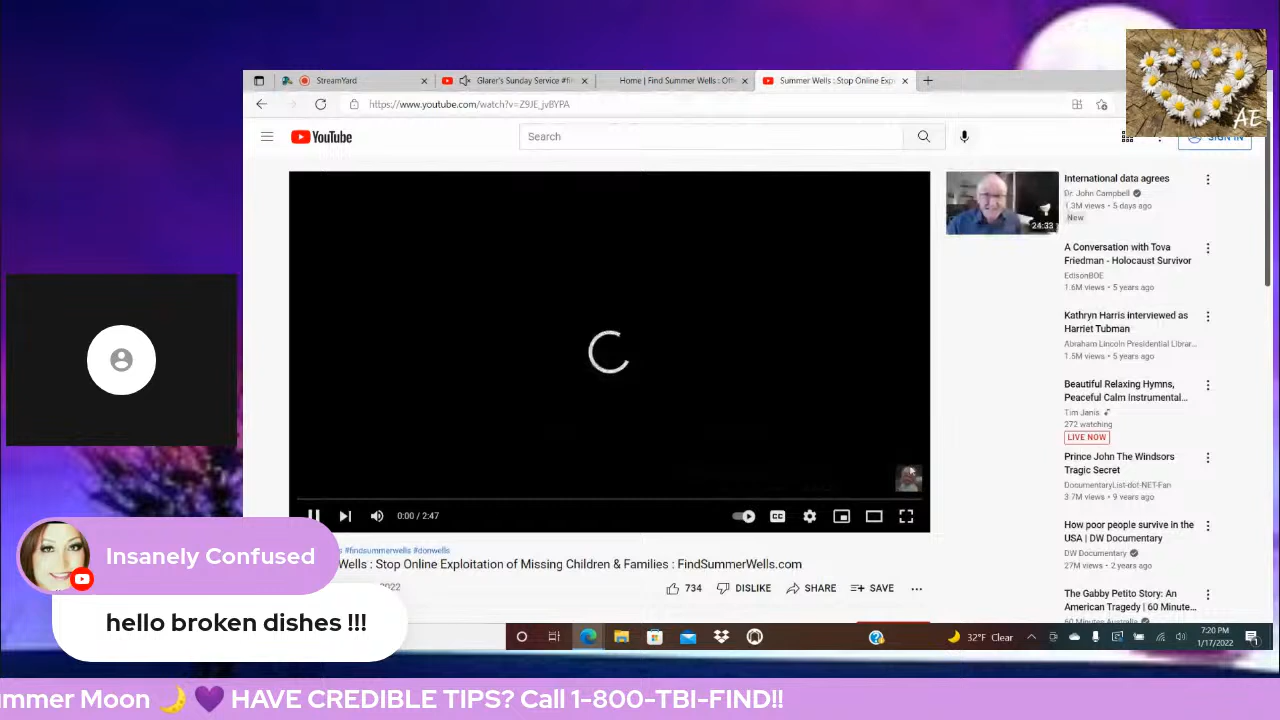 StreamYard
Glarer's Sunday Service #fi
Home | Find Summer Wells : Offi
Summer Wells : Stop Online Exp
https://www.youtube.com/watch?v=Z9JE_jvBYPA
AE
YouTube
Search
SIGN IN
24:33
International data agrees
Dr. John Campbell
1.3M views • 5 days ago
New
A Conversation with Tova
Friedman - Holocaust Survivor
EdisonBOE
1.6M views • 5 years ago
Kathryn Harris interviewed as
Harriet Tubman
Abraham Lincoln Presidential Librar...
1.5M views • 5 years ago
Beautiful Relaxing Hymns,
Peaceful Calm Instrumental...
Tim Janis
272 watching
LIVE NOW
Prince John The Windsors
Tragic Secret
DocumentaryList-dot-NET-Fan
3.7M views • 9 years ago
How poor people survive in the
USA | DW Documentary
DW Documentary
27M views • 2 years ago
The Gabby Petito Story: An
American Tragedy | 60 Minute...
60 Minutes Australia
0:00 / 2:47
CC
#findsummerwells #donwells
Wells : Stop Online Exploitation of Missing Children & Families : FindSummerWells.com
2022
734
DISLIKE
SHARE
SAVE
Insanely Confused
hello broken dishes !!!
32°F Clear
7:20 PM
1/17/2022
ummer Moon 🌙 💜 HAVE CREDIBLE TIPS? Call 1-800-TBI-FIND!!